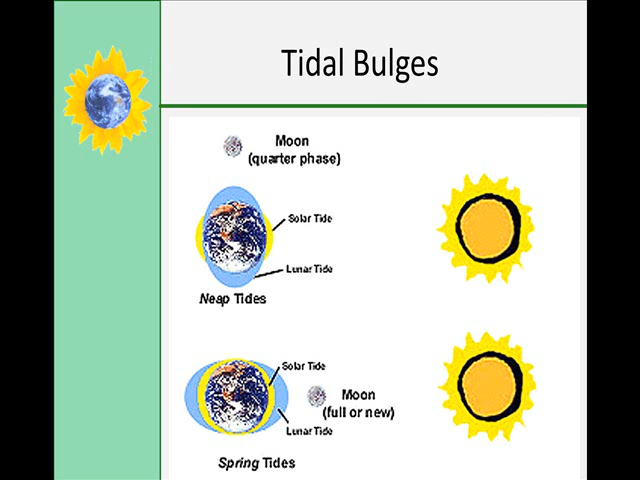 Tidal Bulges
Moon
(quarter phase)
Solar Tide
Lunar Tide
Neap Tides
Solar Tide
Moon
(full or new)
Lunar Tide
Spring Tides